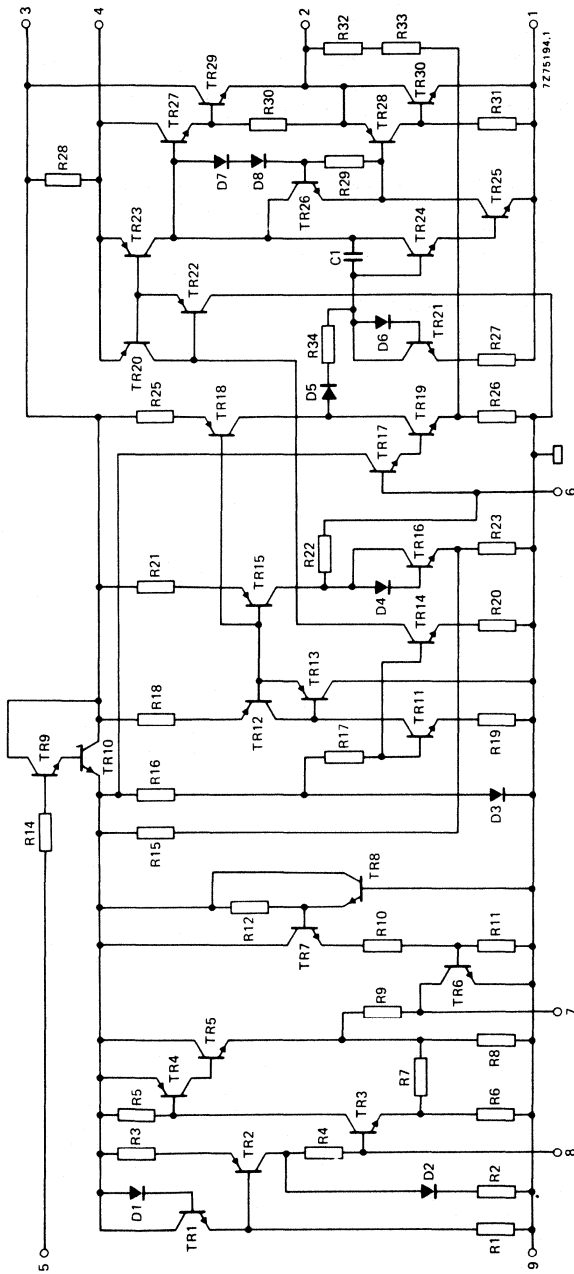 3
R14
TR9
5
TR10
R28
4
D1
R3
R5
R15
R16
R18
R21
R25
TR20
TR23
TR27
TR1
TR2
TR4
TR5
R12
TR12
TR15
TR18
TR22
D7
TR29
D8
R30
TR7
TR8
TR13
R22
TR26
R29
2
R4
TR3
R9
R10
R17
D4
D5
R34
C1
TR28
R32
R33
D2
R7
TR6
TR11
TR14
TR16
TR17
TR19
D6
TR21
TR24
TR30
R1
R2
R6
R8
R11
D3
R19
R20
R23
R26
R27
TR25
R31
9
8
7
6
1
7Z75194.1